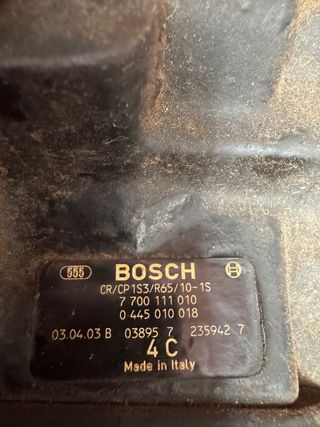 555 BOSCH
CR/CP1S3/R65/10-1S
7 700 111 010
0 445 010 018
03.04.03 B 03895 7 235942 7
4 C
Made in Italy